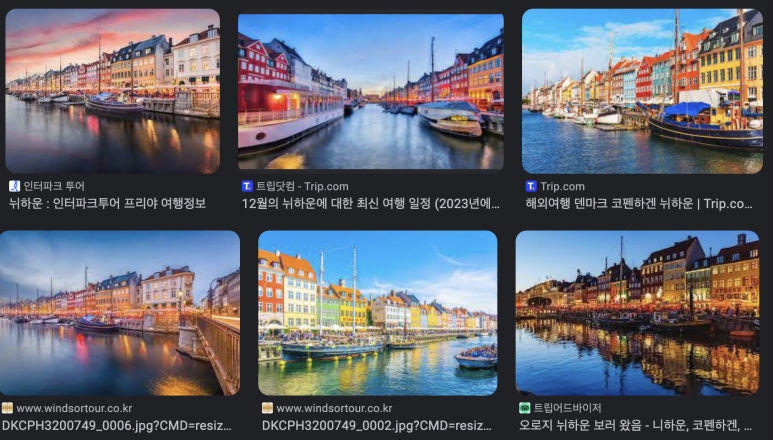 인터파크 투어
뉘하운 : 인터파크투어 프리야 여행정보
트립닷컴 - Trip.com
12월의 뉘하운에 대한 최신 여행 일정 (2023년에...
Trip.com
해외여행 덴마크 코펜하겐 뉘하운 | Trip.co...
www.windsortour.co.kr
DKCPH3200749_0006.jpg?CMD=resiz...
www.windsortour.co.kr
DKCPH3200749_0002.jpg?CMD=resiz...
트립어드바이저
오로지 뉘하운 보러 왔음 - 니하운, 코펜하겐, ...